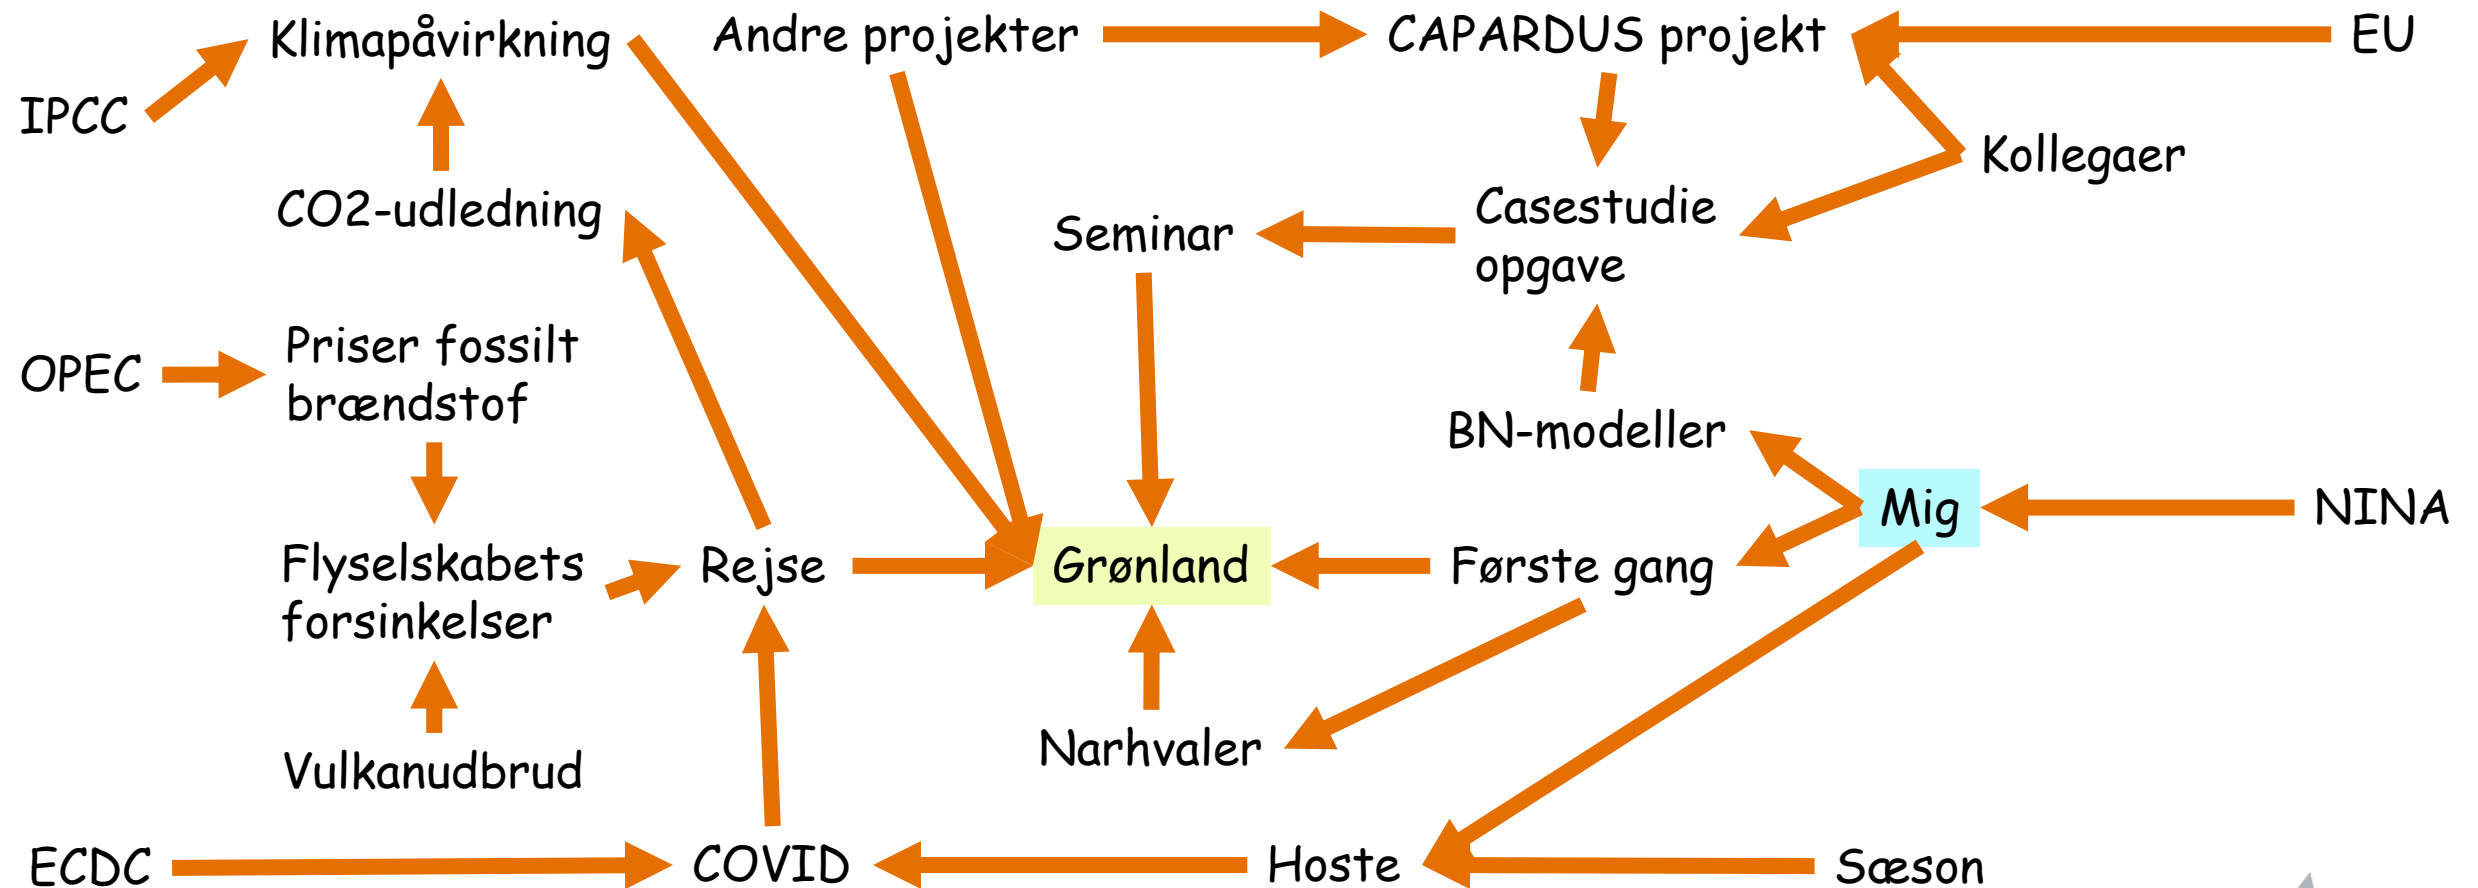 Klimapåvirkning
Andre projekter
CAPARDUS projekt
EU
IPCC
Kollegaer
CO2-udledning
Seminar
Casestudie
opgave
OPEC
Priser fossilt
brændstof
BN-modeller
Mig
NINA
Flyselskabets
forsinkelser
Rejse
Grønland
Første gang
Narhvaler
Vulkanudbrud
ECDC
COVID
Hoste
Sæson